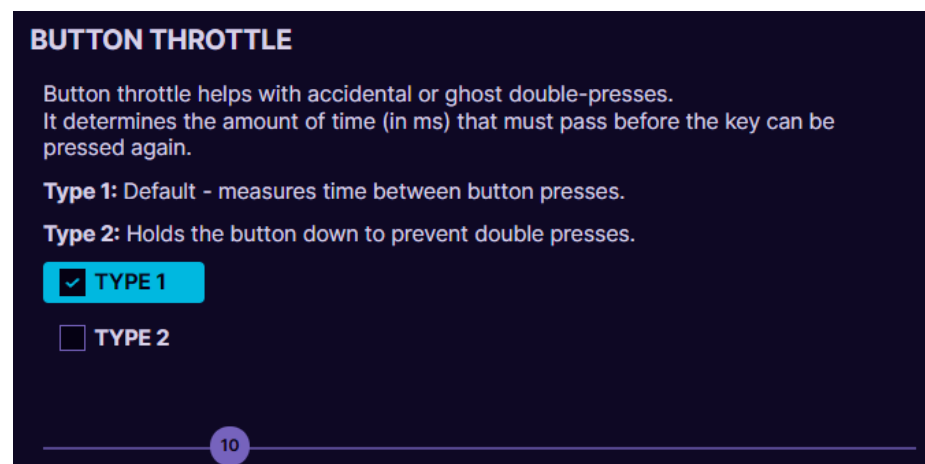 BUTTON THROTTLE
Button throttle helps with accidental or ghost double-presses.
It determines the amount of time (in ms) that must pass before the key can be
pressed again.
Type 1: Default - measures time between button presses.
Type 2: Holds the button down to prevent double presses.
TYPE 1
TYPE 2
10